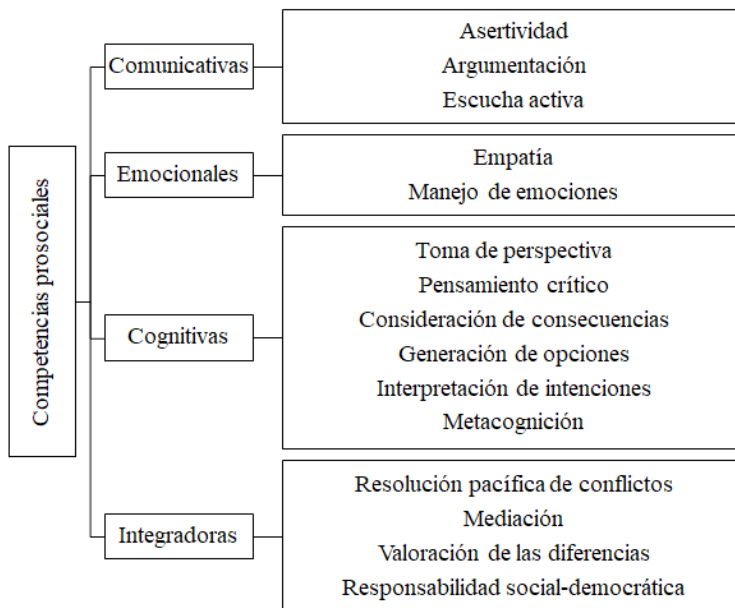 Competencias prosociales
Comunicativas
Asertividad
Argumentación
Escucha activa
Emocionales
Empatía
Manejo de emociones
Cognitivas
Toma de perspectiva
Pensamiento crítico
Consideración de consecuencias
Generación de opciones
Interpretación de intenciones
Metacognición
Integradoras
Resolución pacífica de conflictos
Mediación
Valoración de las diferencias
Responsabilidad social-democrática